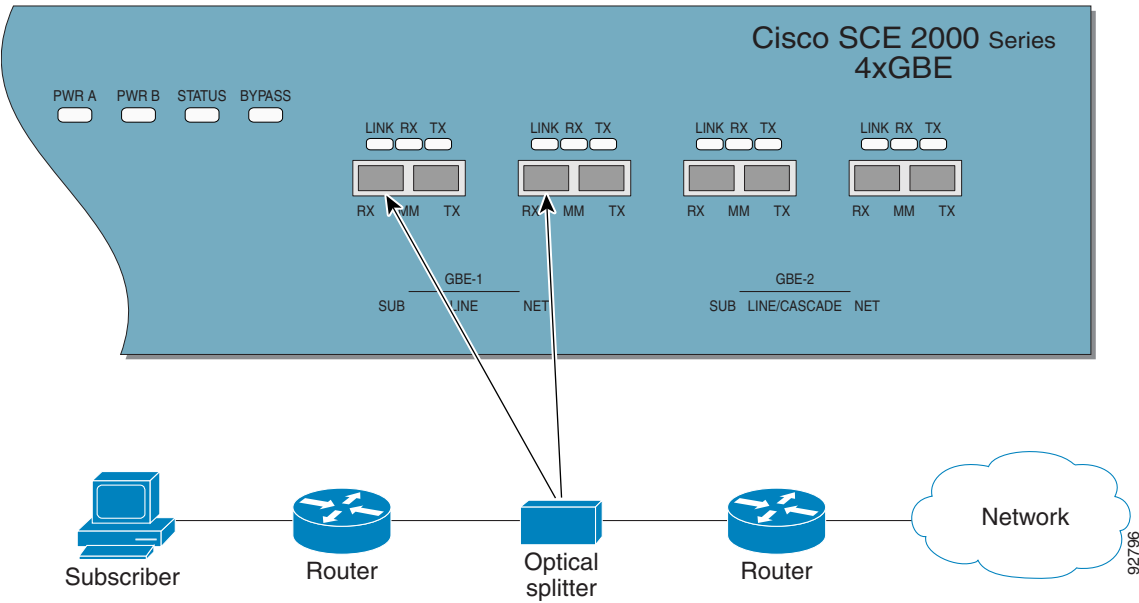 Cisco SCE 2000 Series
4xGBE
PWR A PWR B STATUS BYPASS
LINK RX TX LINK RX TX LINK RX TX LINK RX TX
RX MM TX RX MM TX RX MM TX RX MM TX
GBE-1 GBE-2
SUB LINE NET SUB LINE/CASCADE NET
Subscriber
Router
Optical
splitter
Router
Network
92796